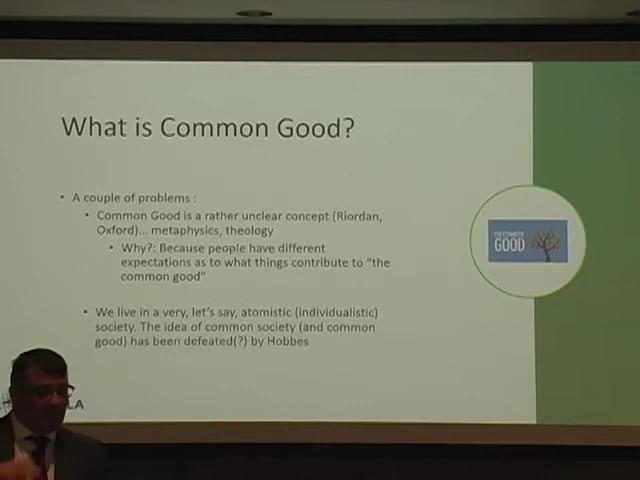 What is Common Good?
• A couple of problems :
• Common Good is a rather unclear concept (Riordan,
Oxford)... metaphysics, theology
• Why?: Because people have different
expectations as to what things contribute to "the
common good"
• We live in a very, let's say, atomistic (individualistic)
society. The idea of common society (and common
good) has been defeated(?) by Hobbes
THE COMMON
GOOD
LA